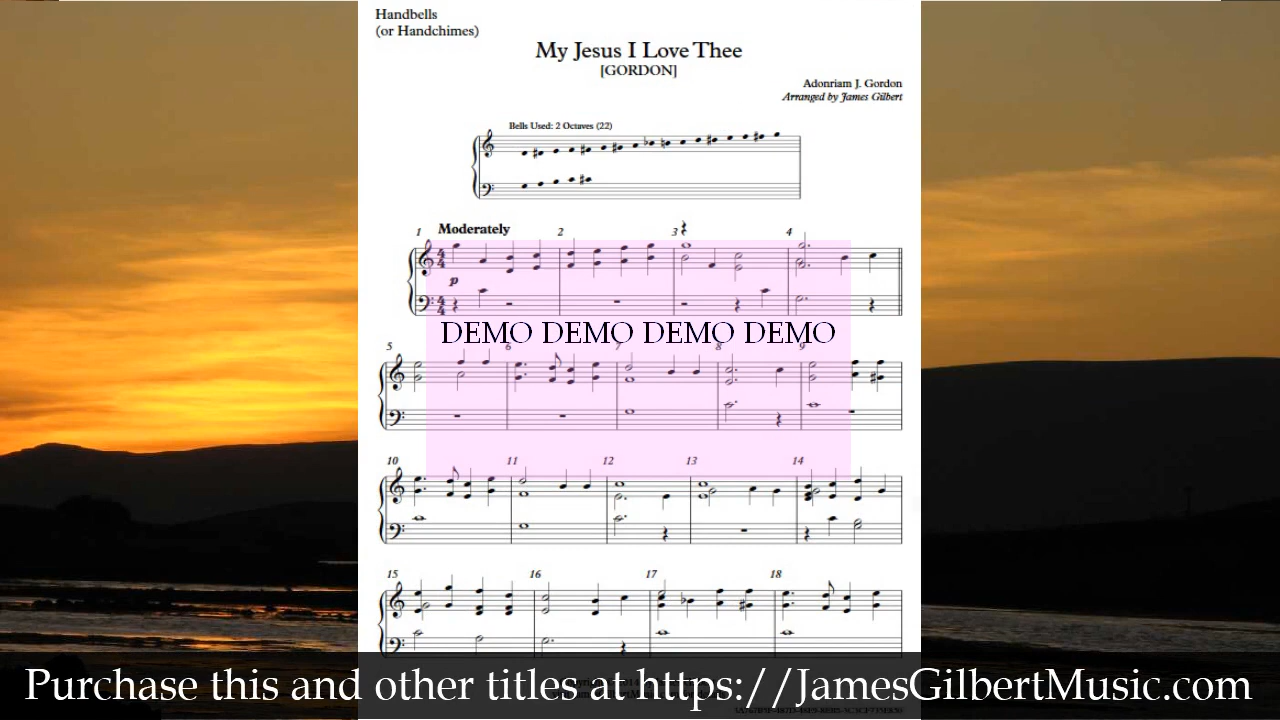 Handbells
(or Handchimes)
My Jesus I Love Thee
[GORDON]
Adonriam J. Gordon
Arranged by James Gilbert
Bells Used: 2 Octaves (22)
1 Moderately 2 3 4
p
DEMO DEMO DEMO DEMO
5 6 7 8 9
10 11 12 13 14
15 16 17 18
Purchase this and other titles at https://JamesGilbertMusic.com